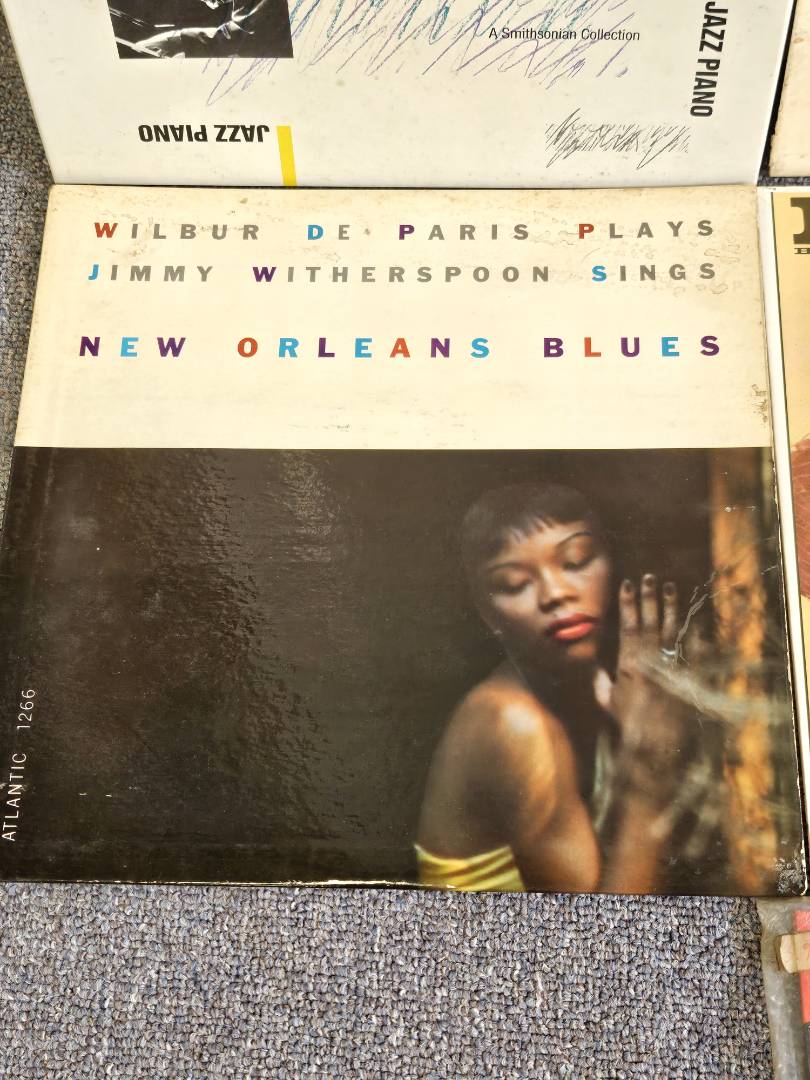 A Smithsonian Collection
JAZZ PIANO
JAZZ PIANO
WILBUR DE PARIS PLAYS
JIMMY WITHERSPOON SINGS
NEW ORLEANS BLUES
ATLANTIC 1266